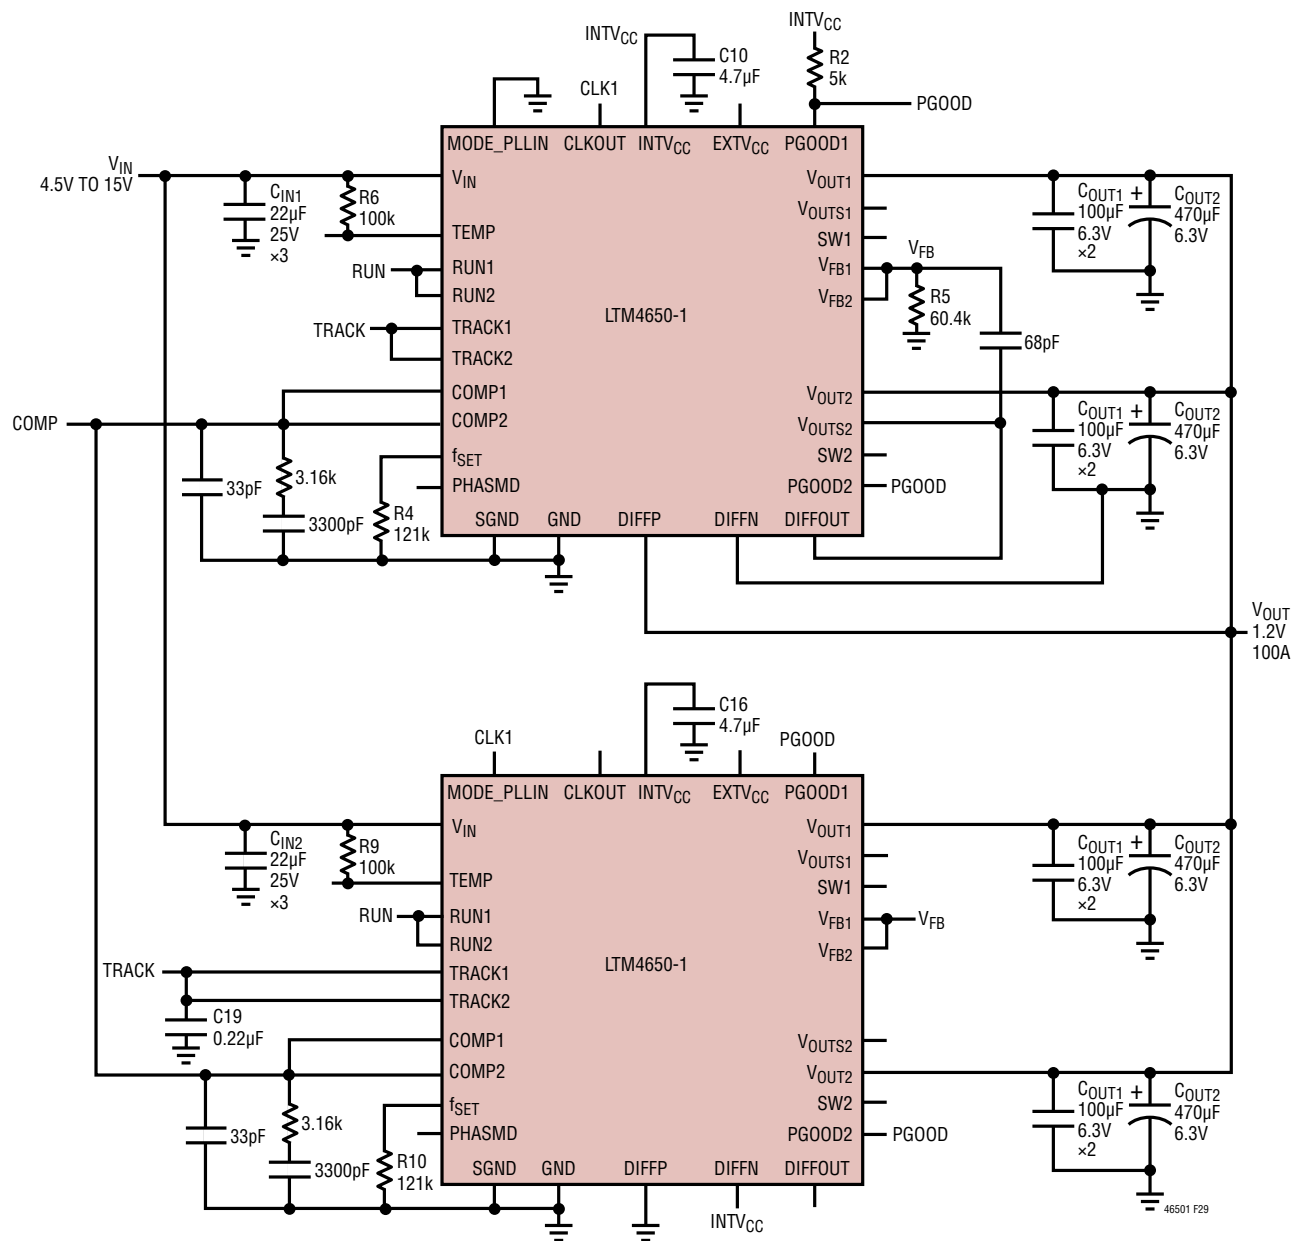 INTVCC
INTVCC
C10
4.7µF
R2
5k
CLK1
PGOOD
MODE_PLLIN
CLKOUT
INTVCC
EXTVCC
PGOOD1
VIN
4.5V TO 15V
CIN1
22µF
25V
×3
R6
100k
VIN
TEMP
RUN
RUN1
RUN2
TRACK
TRACK1
TRACK2
COMP
COMP1
COMP2
fSET
PHASMD
33pF
3.16k
3300pF
R4
121k
SGND
GND
DIFFP
DIFFN
DIFFOUT
LTM4650-1
VOUT1
VOUTS1
SW1
VFB1
VFB2
VFB
R5
60.4k
68pF
VOUT2
VOUTS2
SW2
PGOOD2
PGOOD
COUT1
100µF
6.3V
×2
+
COUT2
470µF
6.3V
COUT1
100µF
6.3V
×2
+
COUT2
470µF
6.3V
VOUT
1.2V
100A
C16
4.7µF
CLK1
PGOOD
MODE_PLLIN
CLKOUT
INTVCC
EXTVCC
PGOOD1
CIN2
22µF
25V
×3
R9
100k
VIN
TEMP
RUN
RUN1
RUN2
TRACK
TRACK1
TRACK2
C19
0.22µF
COMP1
COMP2
fSET
PHASMD
33pF
3.16k
3300pF
R10
121k
SGND
GND
DIFFP
DIFFN
DIFFOUT
INTVCC
LTM4650-1
VOUT1
VOUTS1
SW1
VFB1
VFB2
VFB
VOUTS2
VOUT2
SW2
PGOOD2
PGOOD
COUT1
100µF
6.3V
×2
+
COUT2
470µF
6.3V
COUT1
100µF
6.3V
×2
+
COUT2
470µF
6.3V
46501 F29